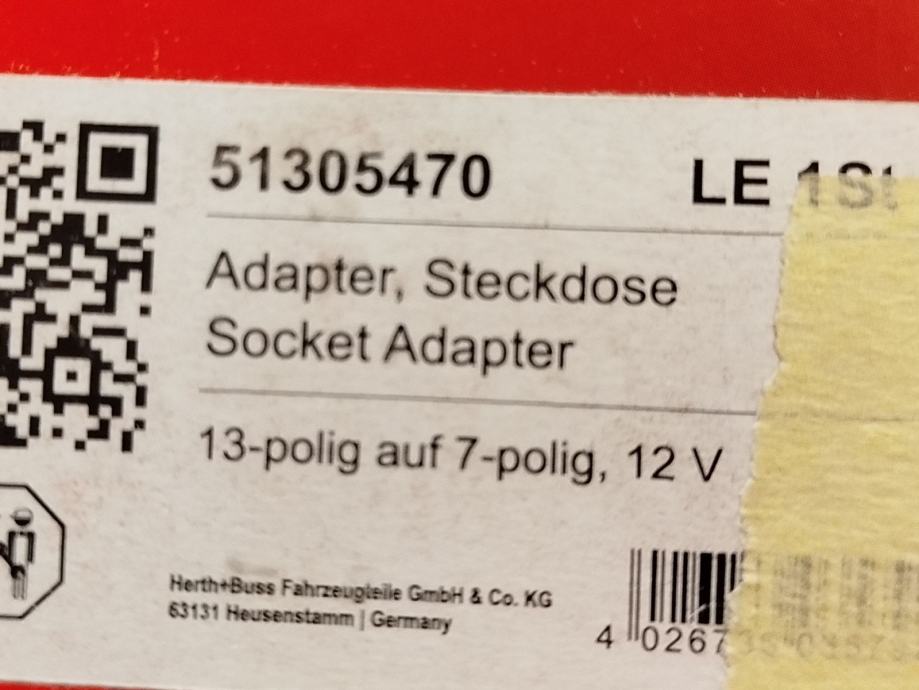 51305470 LE 1St
Adapter, Steckdose
Socket Adapter
13-polig auf 7-polig, 12 V
Herth+Buss Fahrzeugteile GmbH & Co. KG
63131 Heusenstamm | Germany